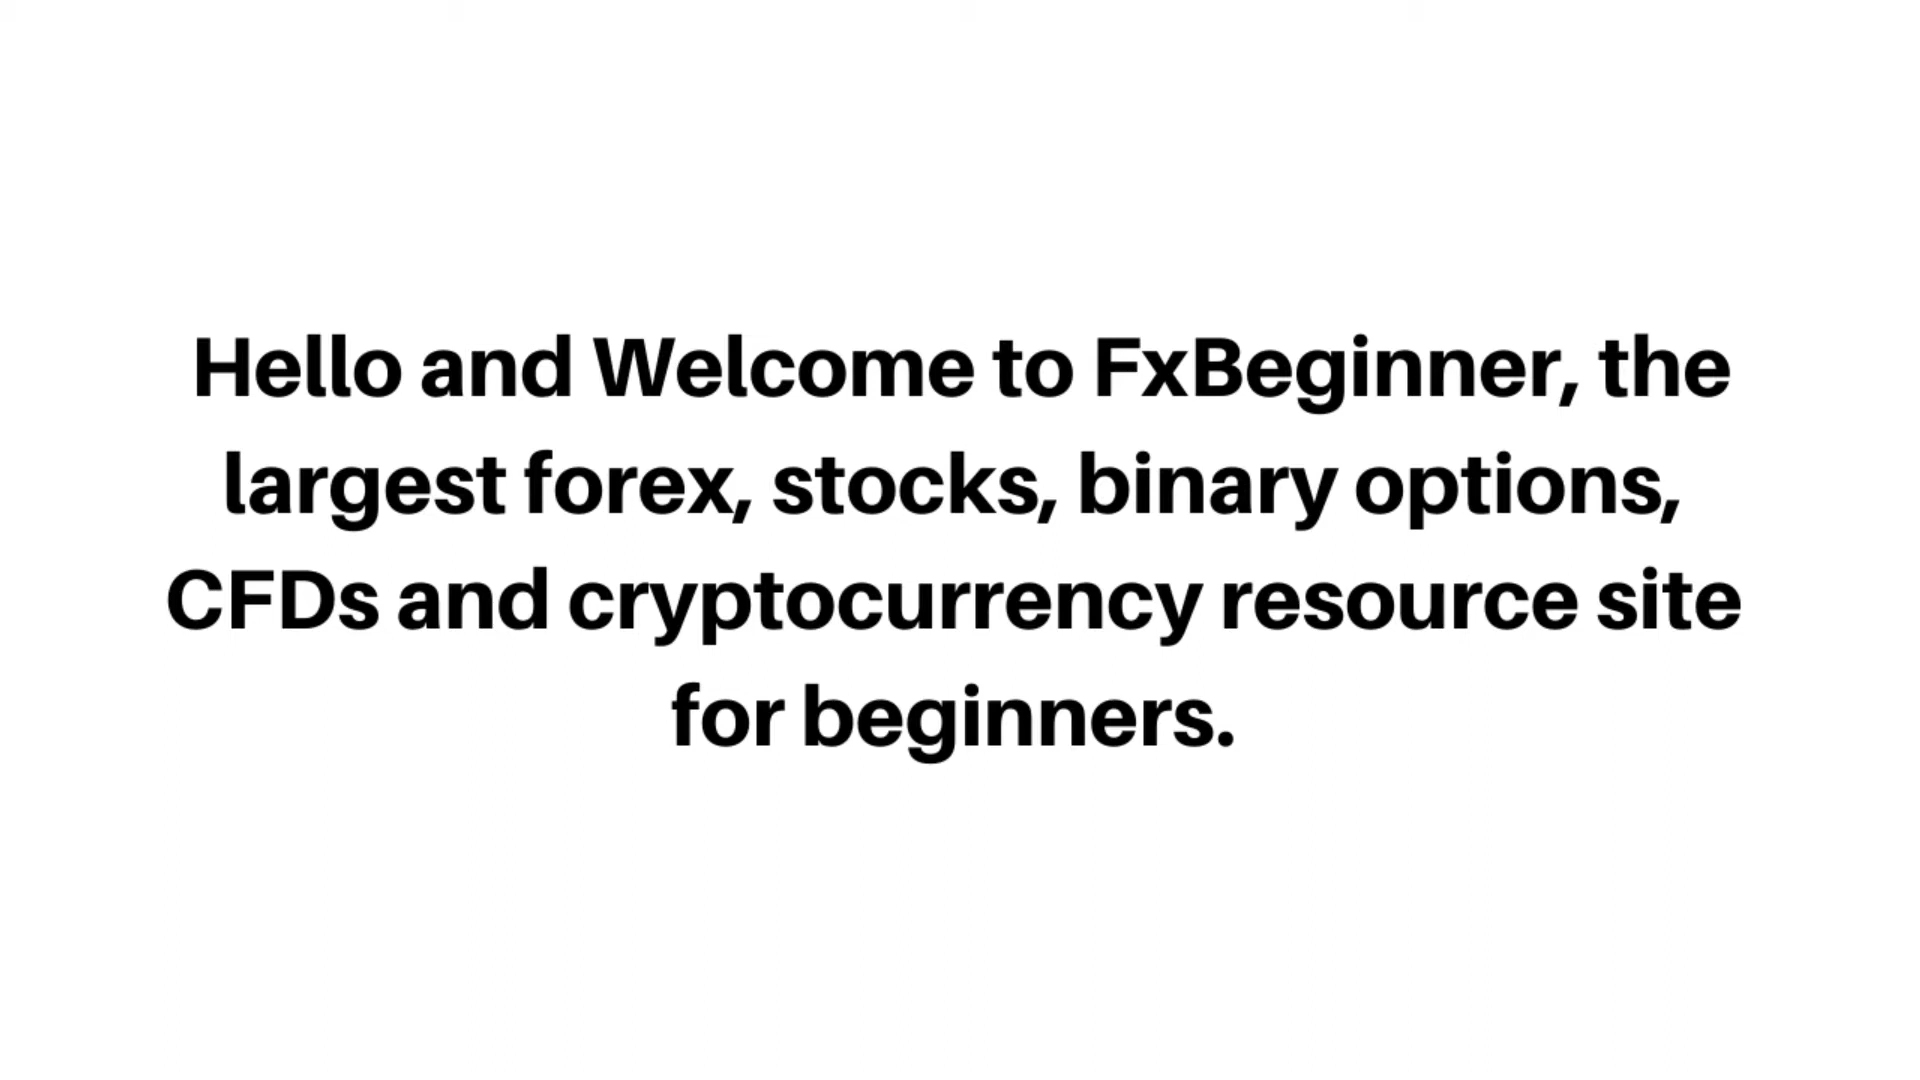 Hello and Welcome to FxBeginner, the
largest forex, stocks, binary options,
CFDs and cryptocurrency resource site
for beginners.